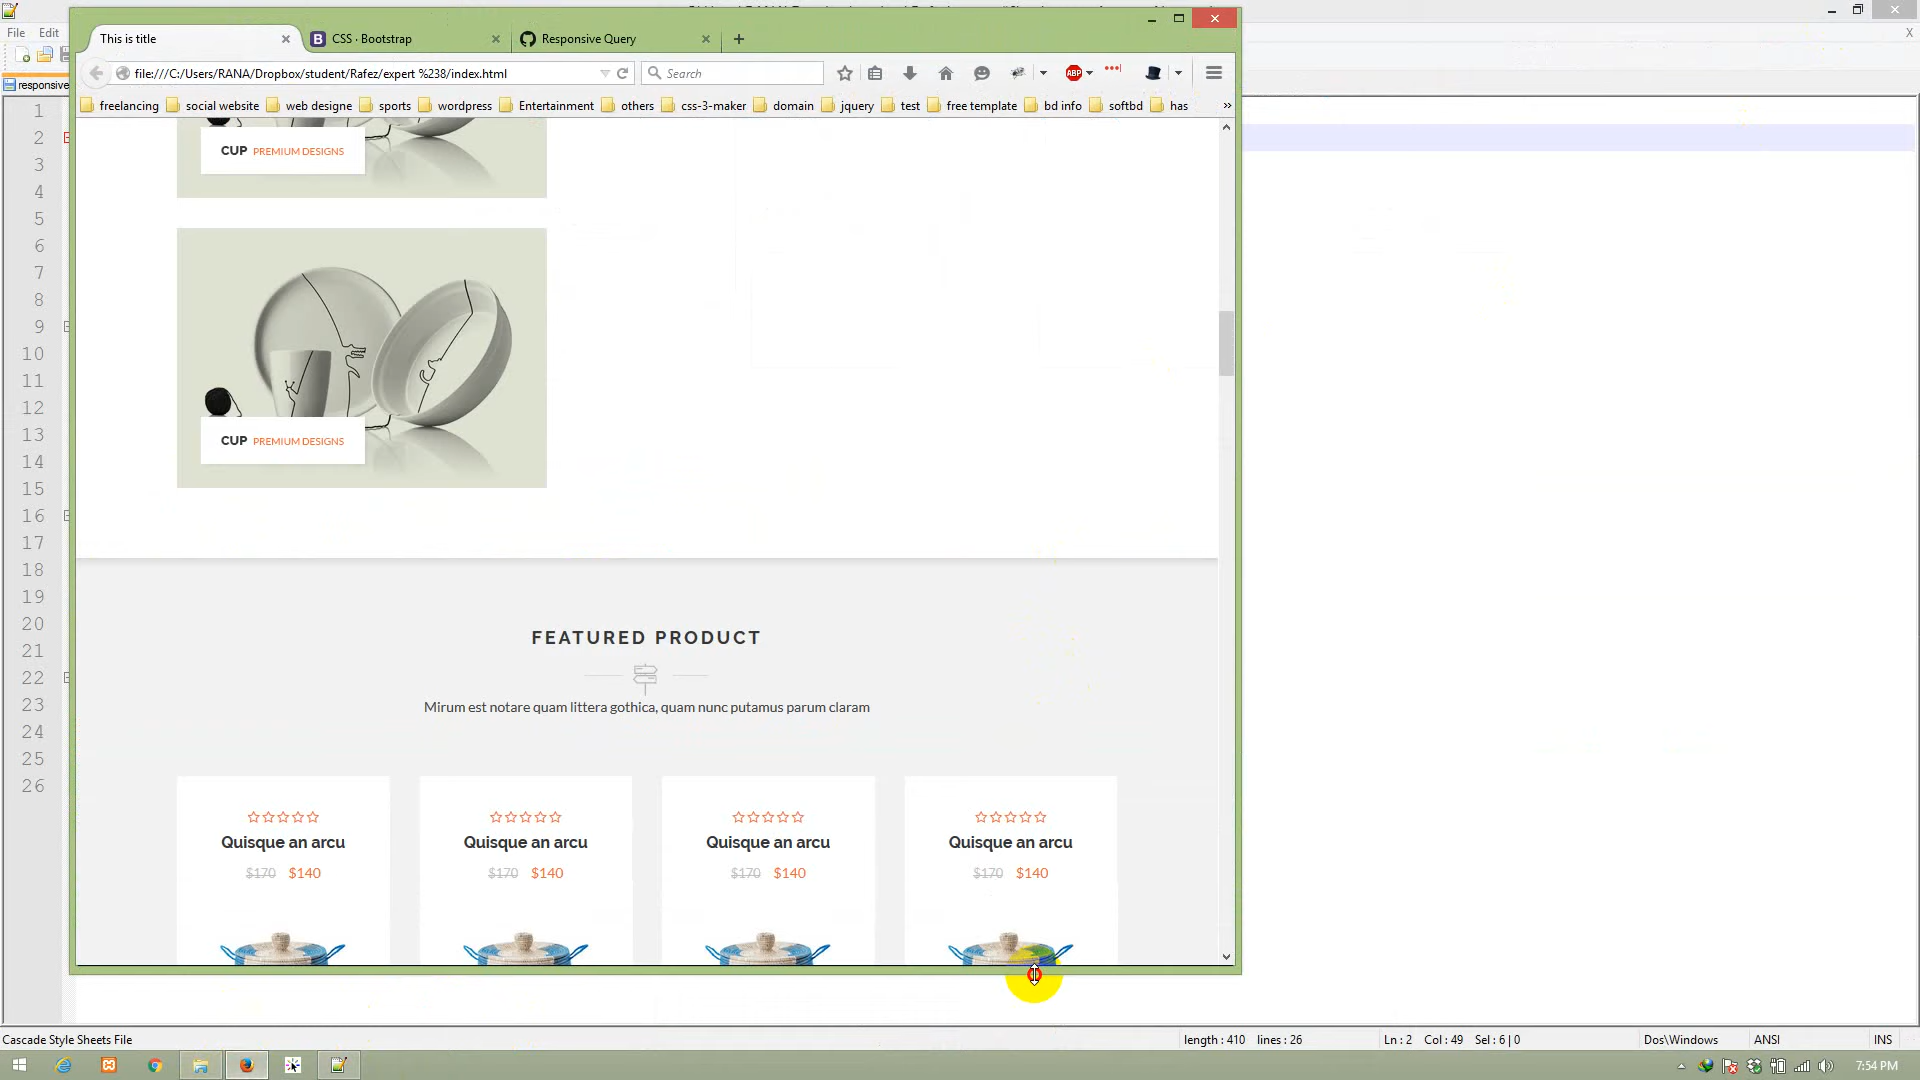 File Edit
This is title
CSS · Bootstrap
Responsive Query
file:///C:/Users/RANA/Dropbox/student/Rafez/expert %238/index.html
Search
ABP
freelancing social website web designe sports wordpress Entertainment others css-3-maker domain jquery test free template bd info softbd has »
responsive
1
2
3
4
5
6
7
8
9
10
11
12
13
14
15
16
17
18
19
20
21
22
23
24
25
26
CUP PREMIUM DESIGNS
CUP PREMIUM DESIGNS
FEATURED PRODUCT
Mirum est notare quam littera gothica, quam nunc putamus parum claram
Quisque an arcu Quisque an arcu Quisque an arcu Quisque an arcu
$170 $140 $170 $140 $170 $140 $170 $140
Cascade Style Sheets File
length : 410 lines : 26
Ln : 2 Col : 49 Sel : 6 | 0
Dos\Windows
ANSI
INS
7:54 PM